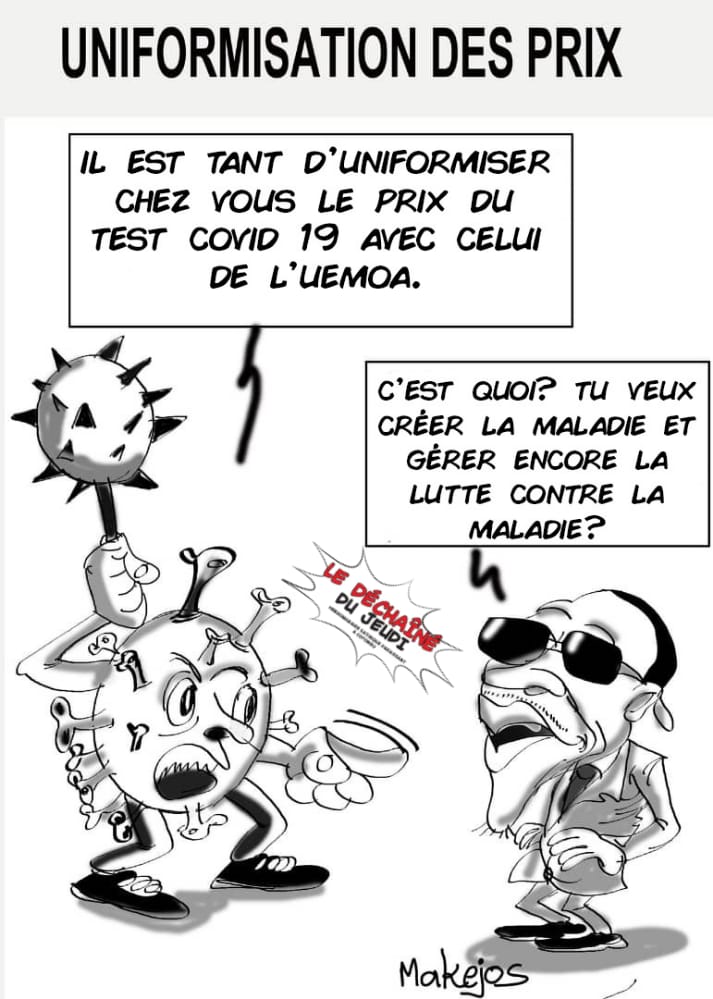 UNIFORMISATION DES PRIX
IL EST TANT D'UNIFORMISER
CHEZ VOUS LE PRIX DU
TEST COVID 19 AVEC CELUI
DE L'UEMOA.
C'EST QUOI? TU VEUX
CRÉER LA MALADIE ET
GÉRER ENCORE LA
LUTTE CONTRE LA
MALADIE?
LE DÉCHAÎNÉ
DU JEUDI
Makejos